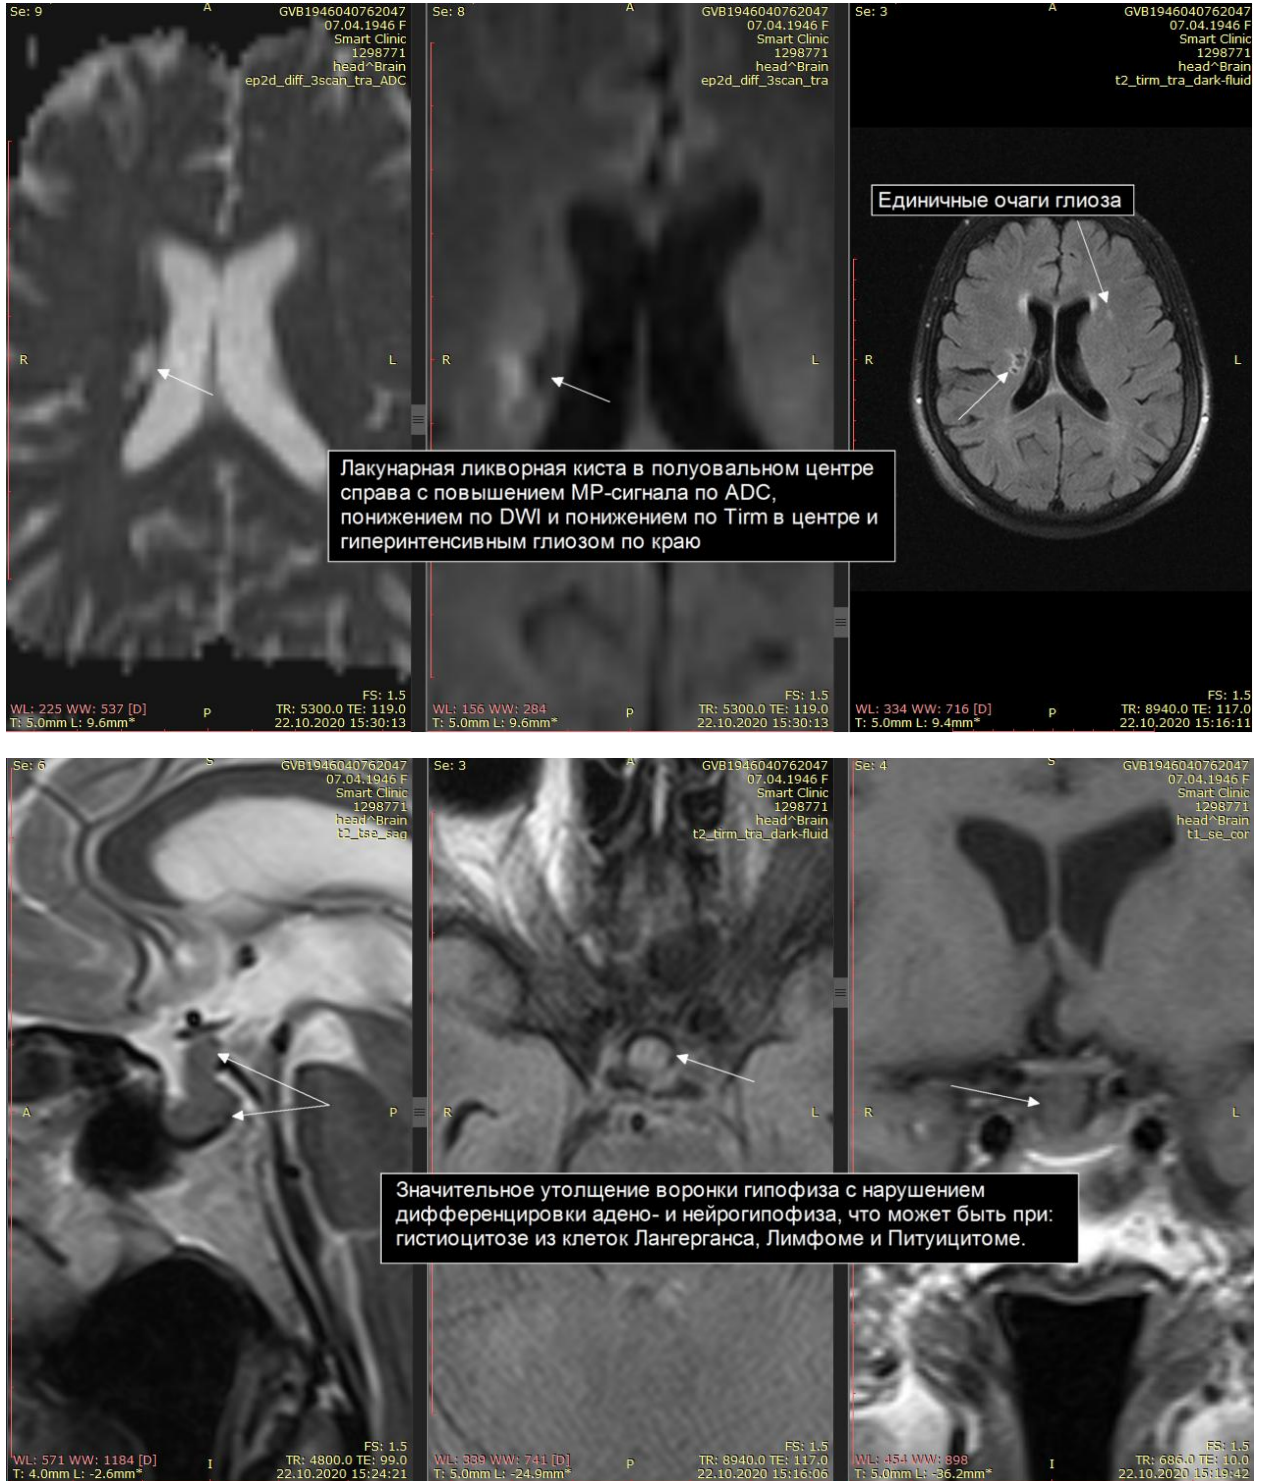 Se: 9
A
GVB1946040762047
07.04.1946 F
Smart Clinic
1298771
head^Brain
ep2d_diff_3scan_tra_ADC
R
L
WL: 225 WW: 537 [D]
T: 5.0mm L: 9.6mm*
P
FS: 1.5
TR: 5300.0 TE: 119.0
22.10.2020 15:30:13
Se: 8
A
GVB1946040762047
07.04.1946 F
Smart Clinic
1298771
head^Brain
ep2d_diff_3scan_tra
R
L
WL: 156 WW: 284
T: 5.0mm L: 9.6mm*
P
FS: 1.5
TR: 5300.0 TE: 119.0
22.10.2020 15:30:13
Se: 3
A
GVB1946040762047
07.04.1946 F
Smart Clinic
1298771
head^Brain
t2_tirm_tra_dark-fluid
Единичные очаги глиоза
R
L
WL: 334 WW: 716 [D]
T: 5.0mm L: 9.4mm*
P
FS: 1.5
TR: 8940.0 TE: 117.0
22.10.2020 15:16:11
Лакунарная ликворная киста в полуовальном центре
справа с повышением МР-сигнала по ADC,
понижением по DWI и понижением по Tirm в центре и
гиперинтенсивным глиозом по краю
Se: 6
S
GVB1946040762047
07.04.1946 F
Smart Clinic
1298771
head^Brain
t2_tse_sag
A
P
WL: 571 WW: 1184 [D]
T: 4.0mm L: -2.6mm*
I
FS: 1.5
TR: 4800.0 TE: 99.0
22.10.2020 15:24:21
Se: 3
A
GVB1946040762047
07.04.1946 F
Smart Clinic
1298771
head^Brain
t2_tirm_tra_dark-fluid
R
L
WL: 339 WW: 741 [D]
T: 5.0mm L: -24.9mm*
P
FS: 1.5
TR: 8940.0 TE: 117.0
22.10.2020 15:16:06
Se: 4
S
GVB1946040762047
07.04.1946 F
Smart Clinic
1298771
head^Brain
t1_se_cor
R
L
WL: 454 WW: 898
T: 5.0mm L: -36.2mm*
I
FS: 1.5
TR: 686.0 TE: 10.0
22.10.2020 15:19:12
Значительное утолщение воронки гипофиза с нарушением
дифференцировки адено- и нейрогипофиза, что может быть при:
гистиоцитозе из клеток Лангерганса, Лимфоме и Питуицитоме.